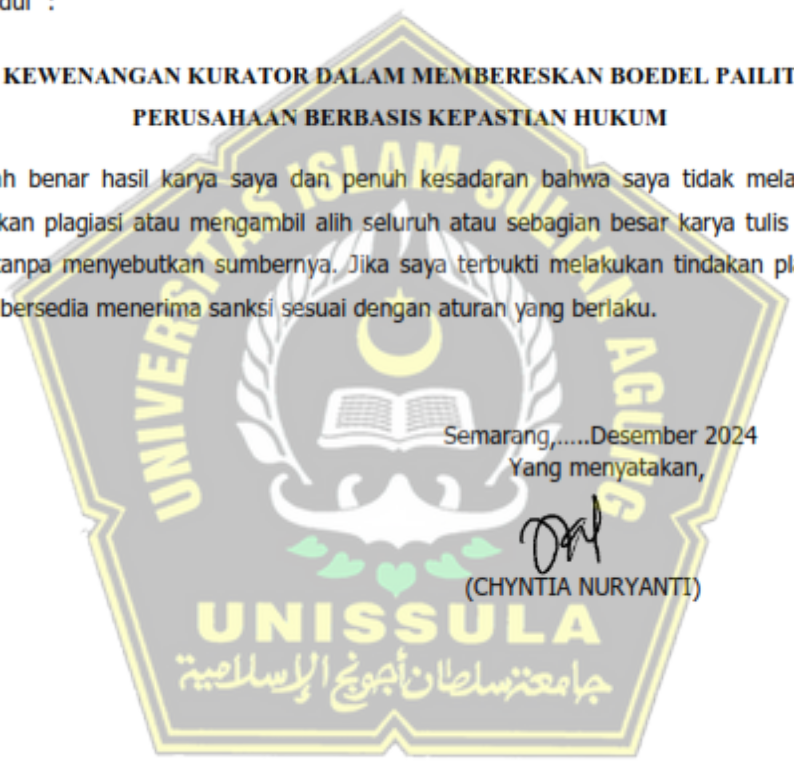 KEWENANGAN KURATOR DALAM MEMBERESKAN BOEDEL PAILIT
PERUSAHAAN BERBASIS KEPASTIAN HUKUM
ah benar hasil karya saya dan penuh kesadaran bahwa saya tidak mela
kan plagiasi atau mengambil alih seluruh atau sebagian besar karya tulis
tanpa menyebutkan sumbernya. Jika saya terbukti melakukan tindakan pla
bersedia menerima sanksi sesuai dengan aturan yang berlaku.
Semarang,.....Desember 2024
Yang menyatakan,
(CHYNTIA NURYANTI)
UNIVERSITAS ISLAM SULTAN AGUNG
UNISSULA
جامعة سلطان أجونج الإسلامية